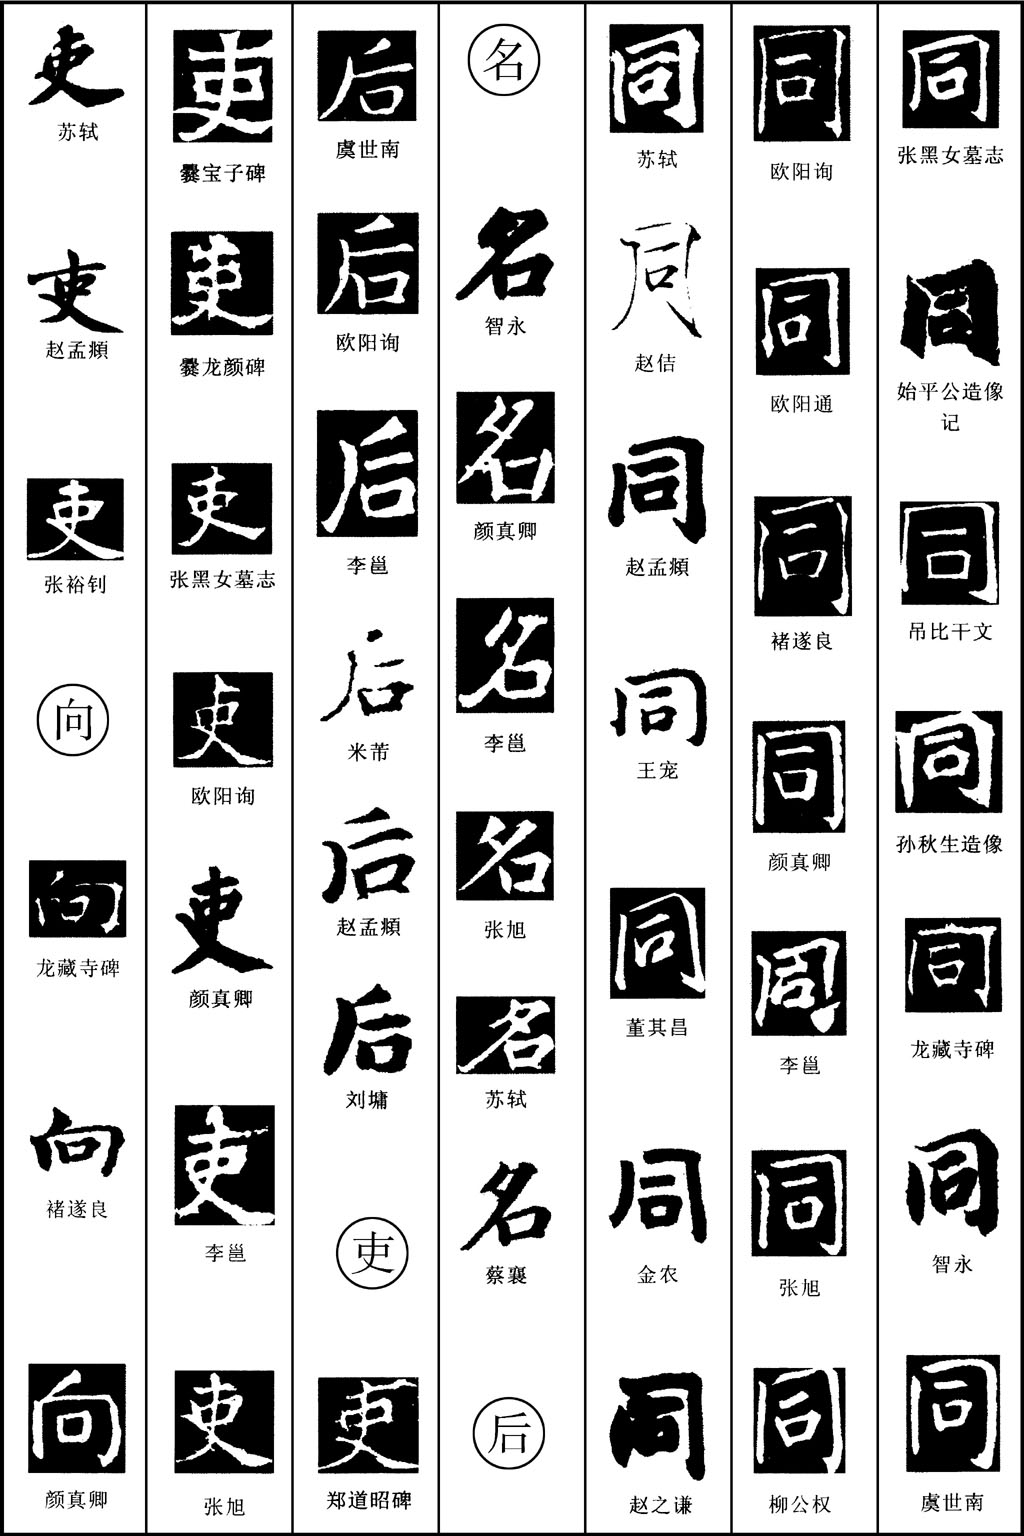 同
张黑女墓志
同
始平公造像
记
同
吊比干文
同
孙秋生造像
同
龙藏寺碑
同
智永
同
虞世南
同
欧阳询
同
欧阳通
同
褚遂良
同
颜真卿
同
李邕
同
张旭
同
柳公权
同
苏轼
同
赵佶
同
赵孟頫
同
王宠
同
董其昌
同
金农
同
赵之谦
名
名
智永
名
颜真卿
名
李邕
名
张旭
名
苏轼
名
蔡襄
后
后
虞世南
后
欧阳询
后
李邕
后
米芾
后
赵孟頫
后
刘墉
吏
吏
郑道昭碑
吏
爨宝子碑
吏
爨龙颜碑
吏
张黑女墓志
吏
欧阳询
吏
颜真卿
吏
李邕
吏
张旭
吏
苏轼
吏
赵孟頫
吏
张裕钊
向
向
龙藏寺碑
向
褚遂良
向
颜真卿